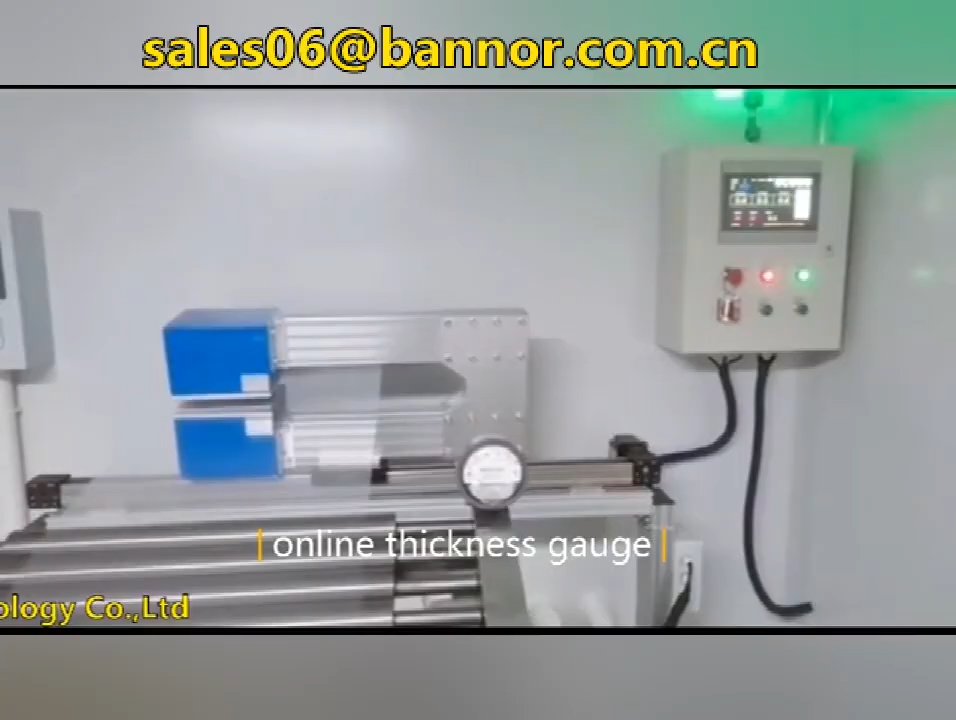 sales06@bannor.com.cn
| online thickness gauge |
ology Co.,Ltd